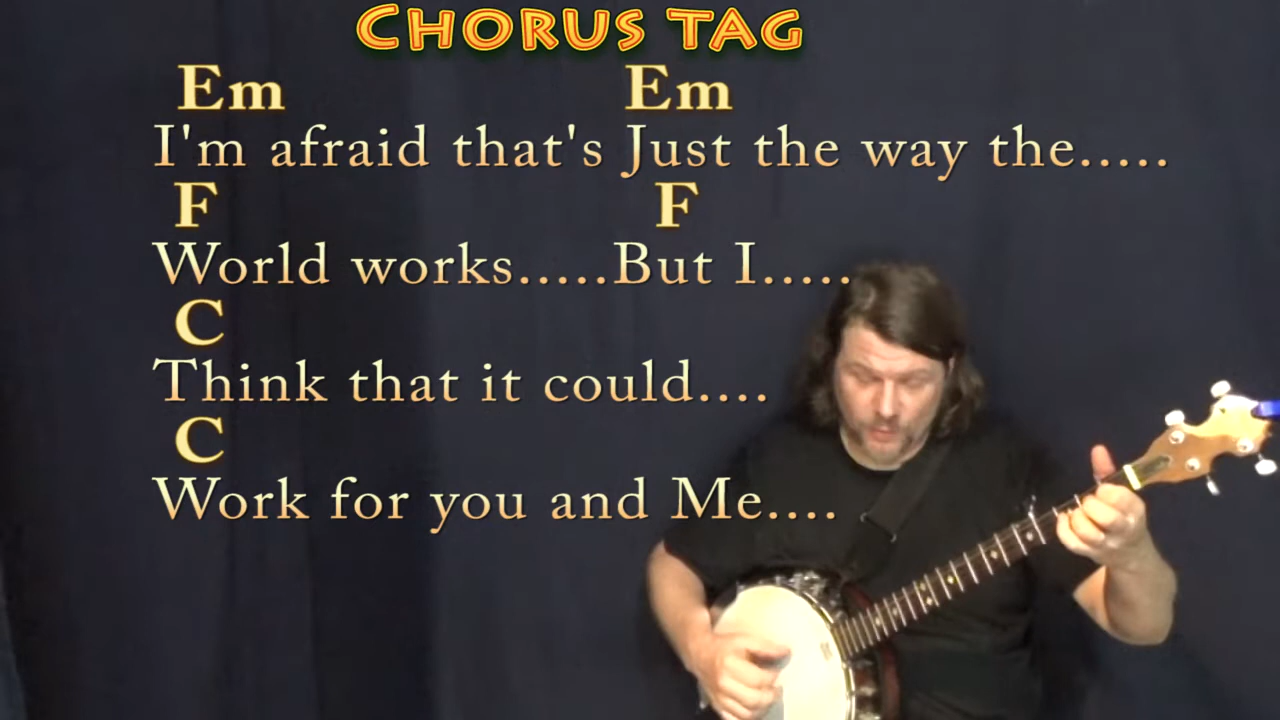 CHORUS TAG
Em Em
I'm afraid that's Just the way the.....
F F
World works.....But I.....
C
Think that it could....
C
Work for you and Me....